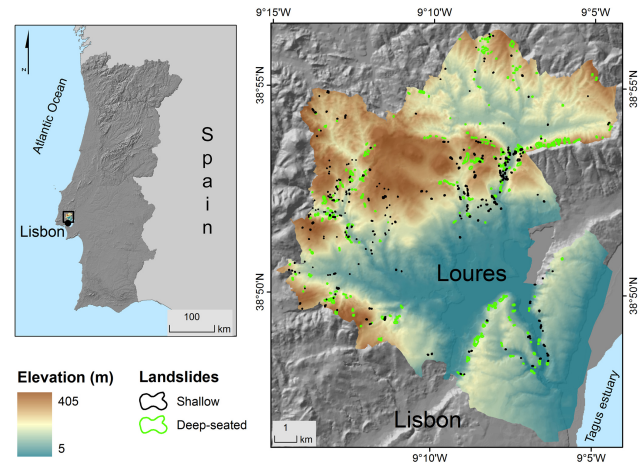 9°15'W
9°10'W
9°5'W
N
Atlantic Ocean
Spain
Lisbon
100
km
38°55'N
38°50'N
38°55'N
38°50'N
Loures
Lisbon
Tagus estuary
1
km
9°10'W
9°5'W
Elevation (m)
405
5
Landslides
Shallow
Deep-seated